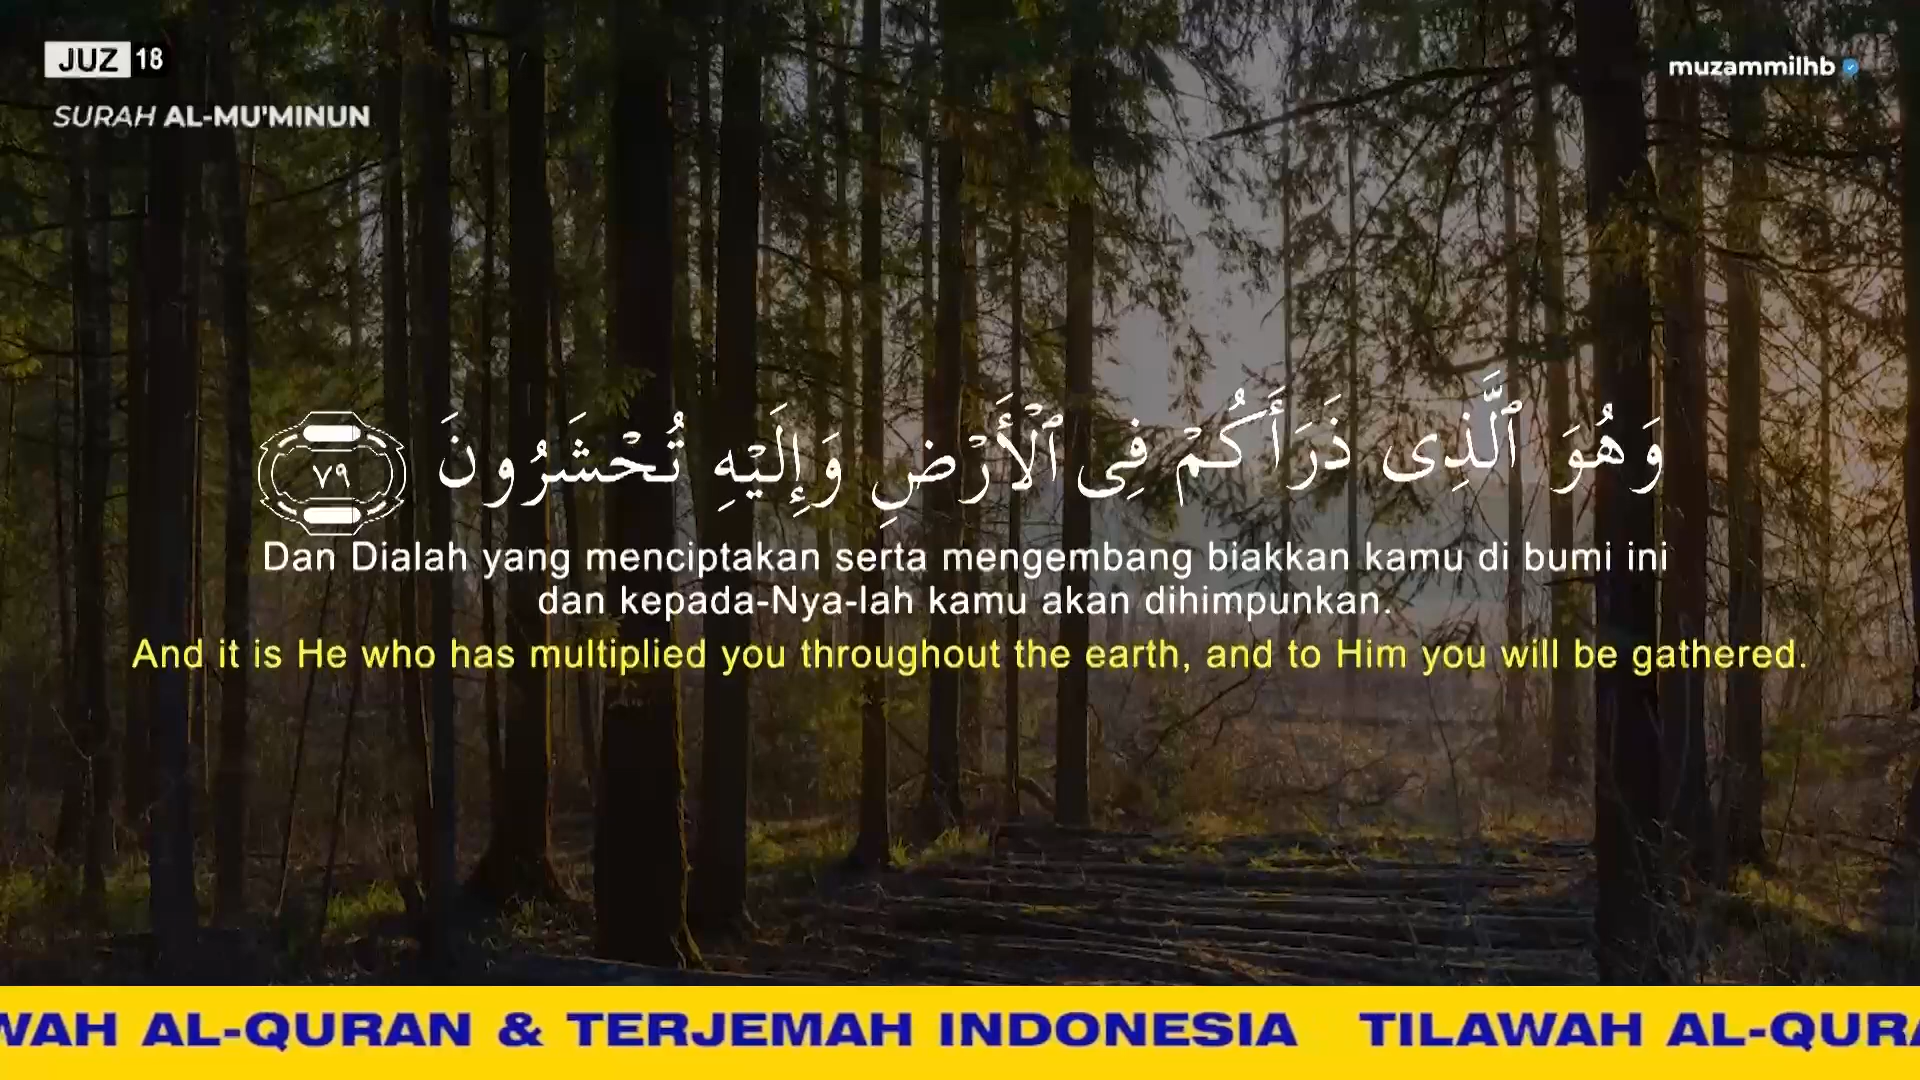 JUZ 18
muzammilhb
SURAH AL-MU'MINUN
وَهُوَ ٱلَّذِى ذَرَأَكُمْ فِى ٱلْأَرْضِ وَإِلَيْهِ تُحْشَرُونَ ٧٩
Dan Dialah yang menciptakan serta mengembang biakkan kamu di bumi ini
dan kepada-Nya-lah kamu akan dihimpunkan.
And it is He who has multiplied you throughout the earth, and to Him you will be gathered.
WAH AL-QURAN & TERJEMAH INDONESIA TILAWAH AL-QURA